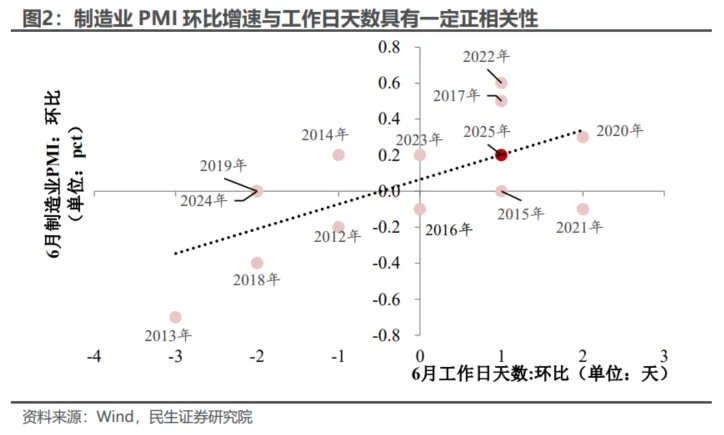 图2：制造业 PMI 环比增速与工作日天数具有一定正相关性
6月制造业PMI：环比
（单位：pct）
0.8
0.6
0.4
0.2
0.0
-0.2
-0.4
-0.6
-0.8
2022年
2017年
2014年
2023年
2025年
2020年
2019年
2024年
2012年
2016年
2015年
2021年
2018年
2013年
-4 -3 -2 -1 0 1 2 3
6月工作日天数:环比（单位：天）
资料来源：Wind，民生证券研究院